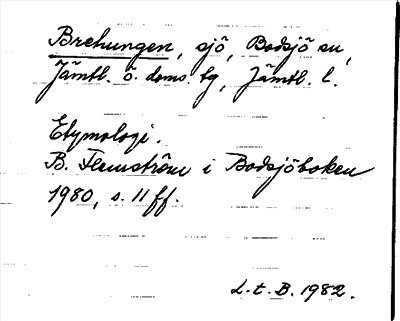 Brehungen, sjö, Bodsjö sn,
Jämtl. ö. doms. tg, Jämtl. l.
Etymologi.
B. Flemström i Bodsjöboken
1980, s. 11 ff.
L.t.B. 1982.